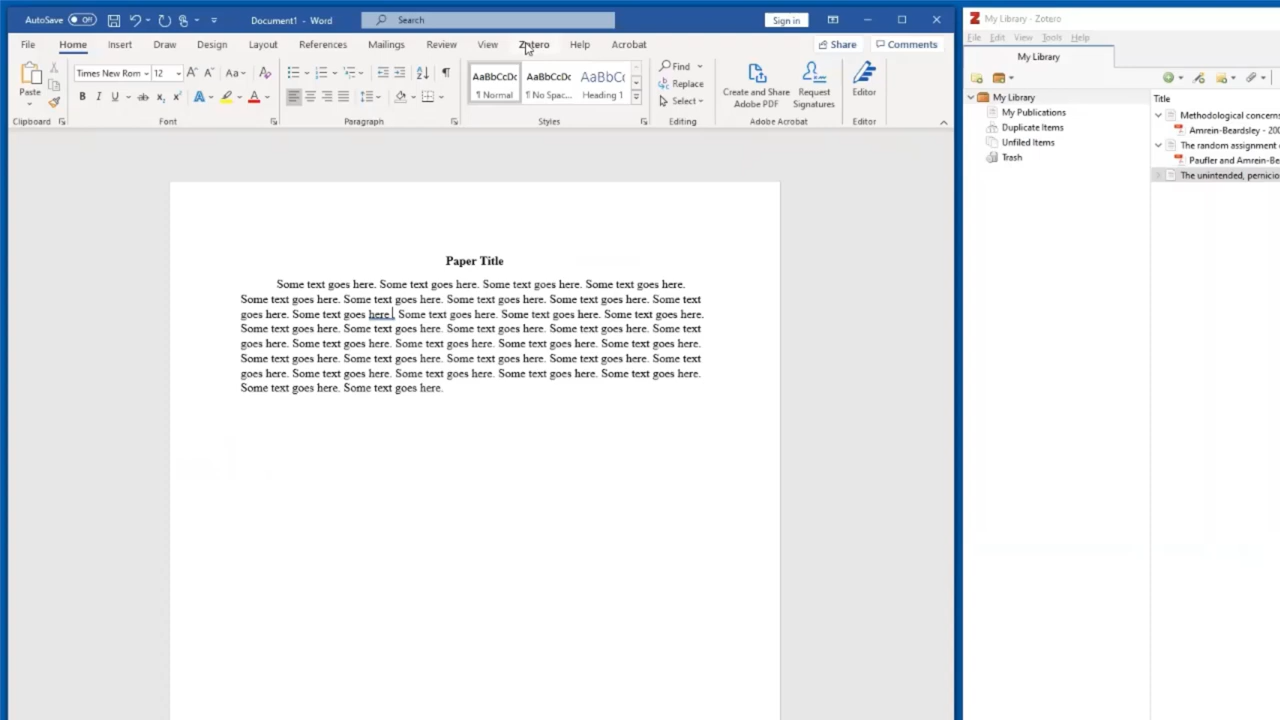 AutoSave Off Document1 - Word Search Sign in
File Home Insert Draw Design Layout References Mailings Review View Zotero Help Acrobat Share Comments
Paste
Clipboard
Times New Rom 12 A A Aa A
B I U ab x₂ x² A A
Font
Paragraph
AaBbCcDc AaBbCcDc AaBbCc
¶ Normal ¶ No Spac... Heading 1
Styles
Find
Replace
Select
Editing
Create and Share Adobe PDF
Request Signatures
Adobe Acrobat
Editor
Editor
Paper Title
Some text goes here. Some text goes here. Some text goes here. Some text goes here.
Some text goes here. Some text goes here. Some text goes here. Some text goes here. Some text
goes here. Some text goes here . Some text goes here. Some text goes here. Some text goes here.
Some text goes here. Some text goes here. Some text goes here. Some text goes here. Some text
goes here. Some text goes here. Some text goes here. Some text goes here. Some text goes here.
Some text goes here. Some text goes here. Some text goes here. Some text goes here. Some text
goes here. Some text goes here. Some text goes here. Some text goes here. Some text goes here.
Some text goes here. Some text goes here.
My Library - Zotero
File Edit View Tools Help
My Library
My Library
My Publications
Duplicate Items
Unfiled Items
Trash
Title
Methodological concerns
Amrein-Beardsley - 200
The random assignment
Paufler and Amrein-Be
The unintended, pernicio